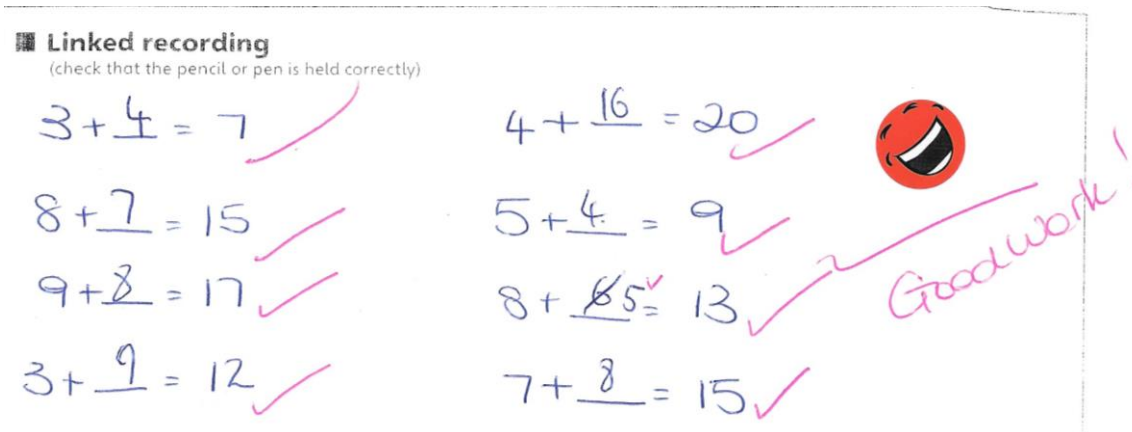 Linked recording
(check that the pencil or pen is held correctly)
3 + 4 = 7
8 + 7 = 15
9 + 8 = 17
3 + 9 = 12
4 + 16 = 20
5 + 4 = 9
8 + 5 = 13
7 + 8 = 15
Good work!